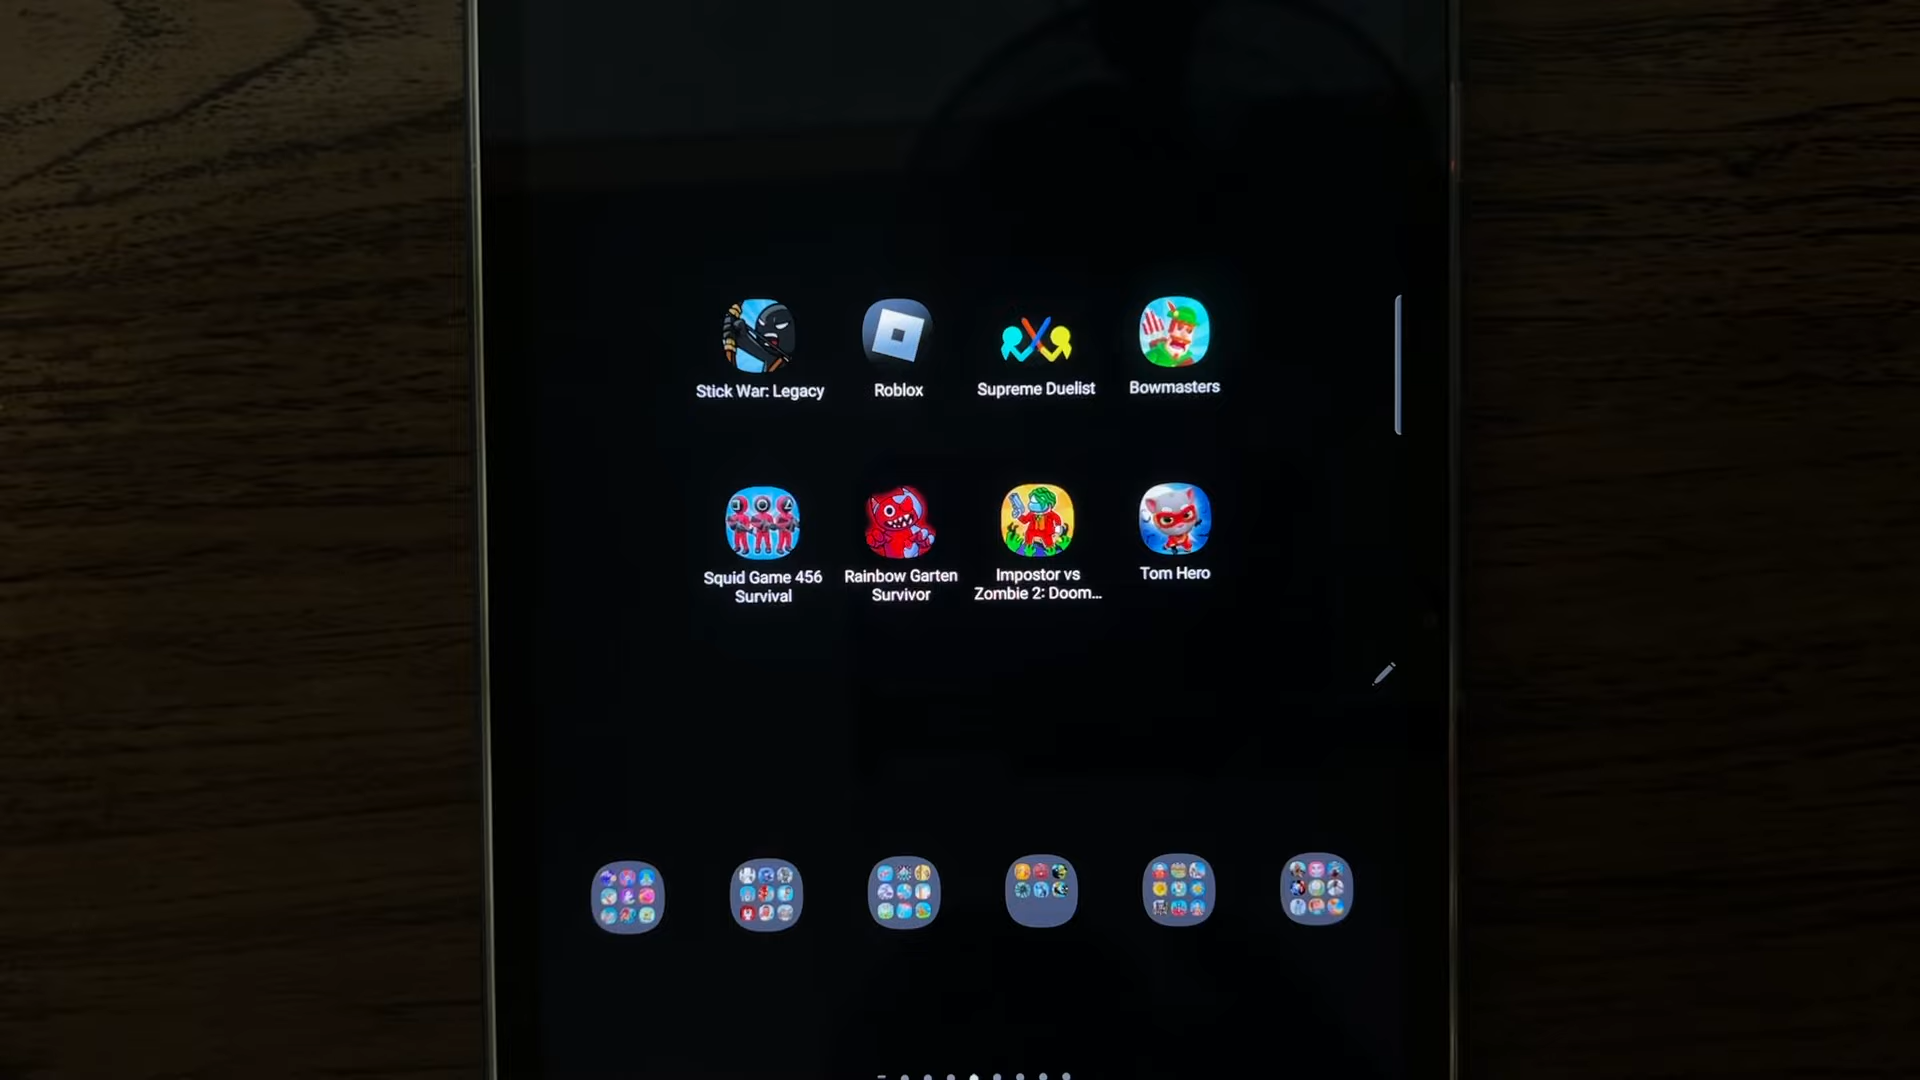 Stick War: Legacy
Roblox
Supreme Duelist
Bowmasters
Squid Game 456
Survival
Rainbow Garten
Survivor
Impostor vs
Zombie 2: Doom...
Tom Hero